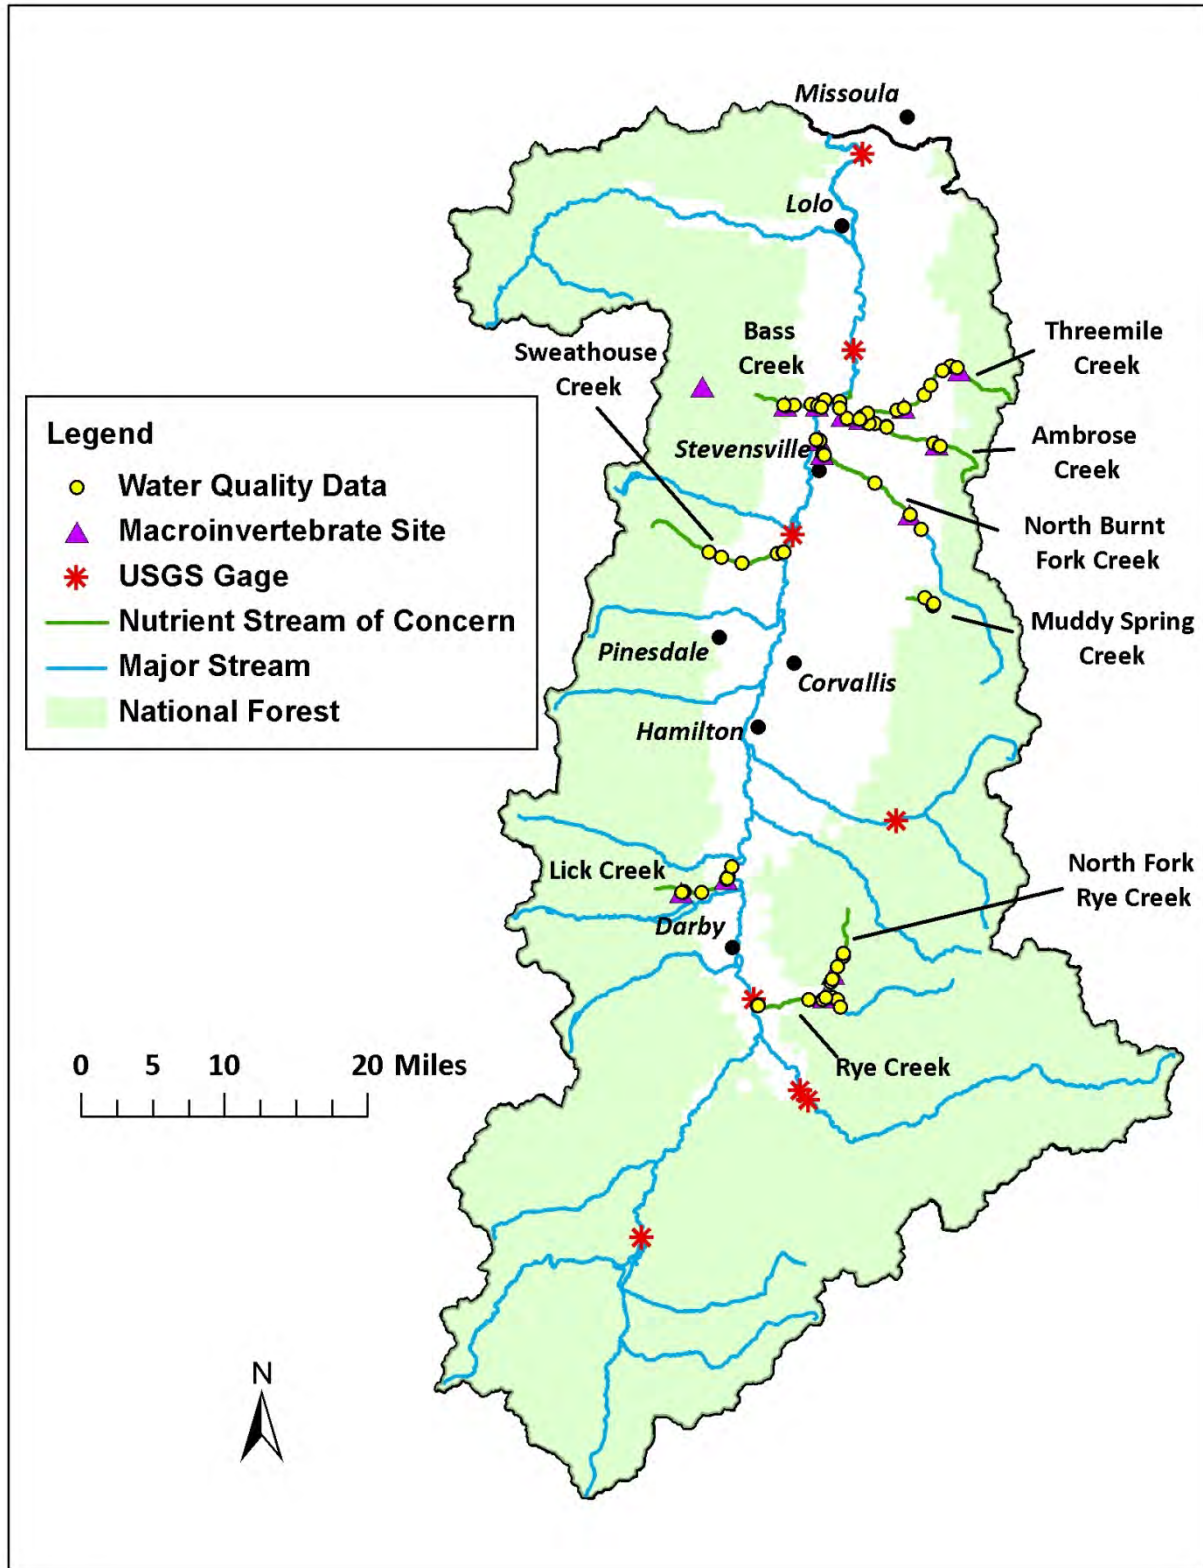 Missoula
Lolo
Bass
Creek
Threemile
Creek
Sweathouse
Creek
Legend
Water Quality Data
Macroinvertebrate Site
USGS Gage
Nutrient Stream of Concern
Major Stream
National Forest
Stevensville
Ambrose
Creek
North Burnt
Fork Creek
Muddy Spring
Creek
Pinesdale
Corvallis
Hamilton
Lick Creek
North Fork
Rye Creek
Darby
Rye Creek
0 5 10 20 Miles
N